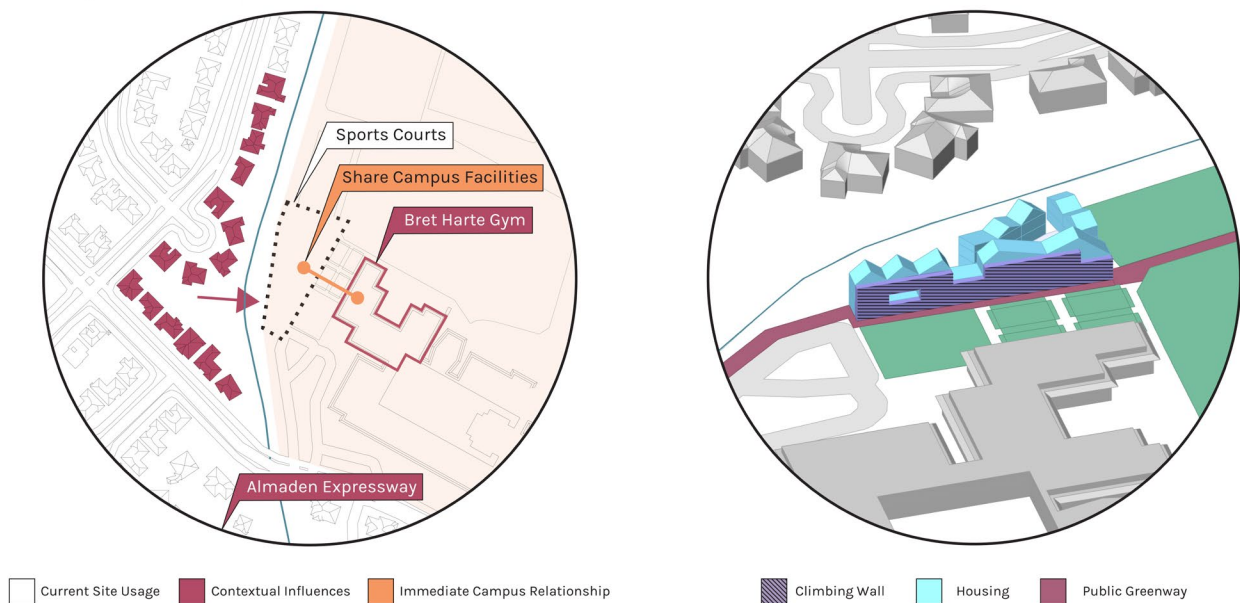 Sports Courts
Share Campus Facilities
Bret Harte Gym
Almaden Expressway
Current Site Usage
Contextual Influences
Immediate Campus Relationship
Climbing Wall
Housing
Public Greenway